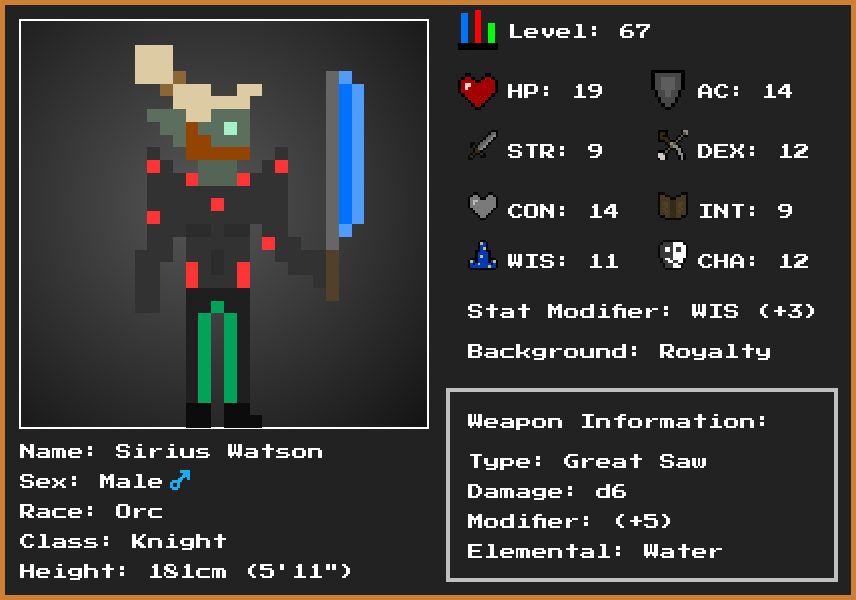 Level: 67
HP: 19 AC: 14
STR: 9 DEX: 12
CON: 14 INT: 9
WIS: 11 CHA: 12
Stat Modifier: WIS (+3)
Background: Royalty
Weapon Information:
Type: Great Saw
Damage: d6
Modifier: (+5)
Elemental: Water
Name: Sirius Watson
Sex: Male ♂
Race: Orc
Class: Knight
Height: 181cm (5'11")